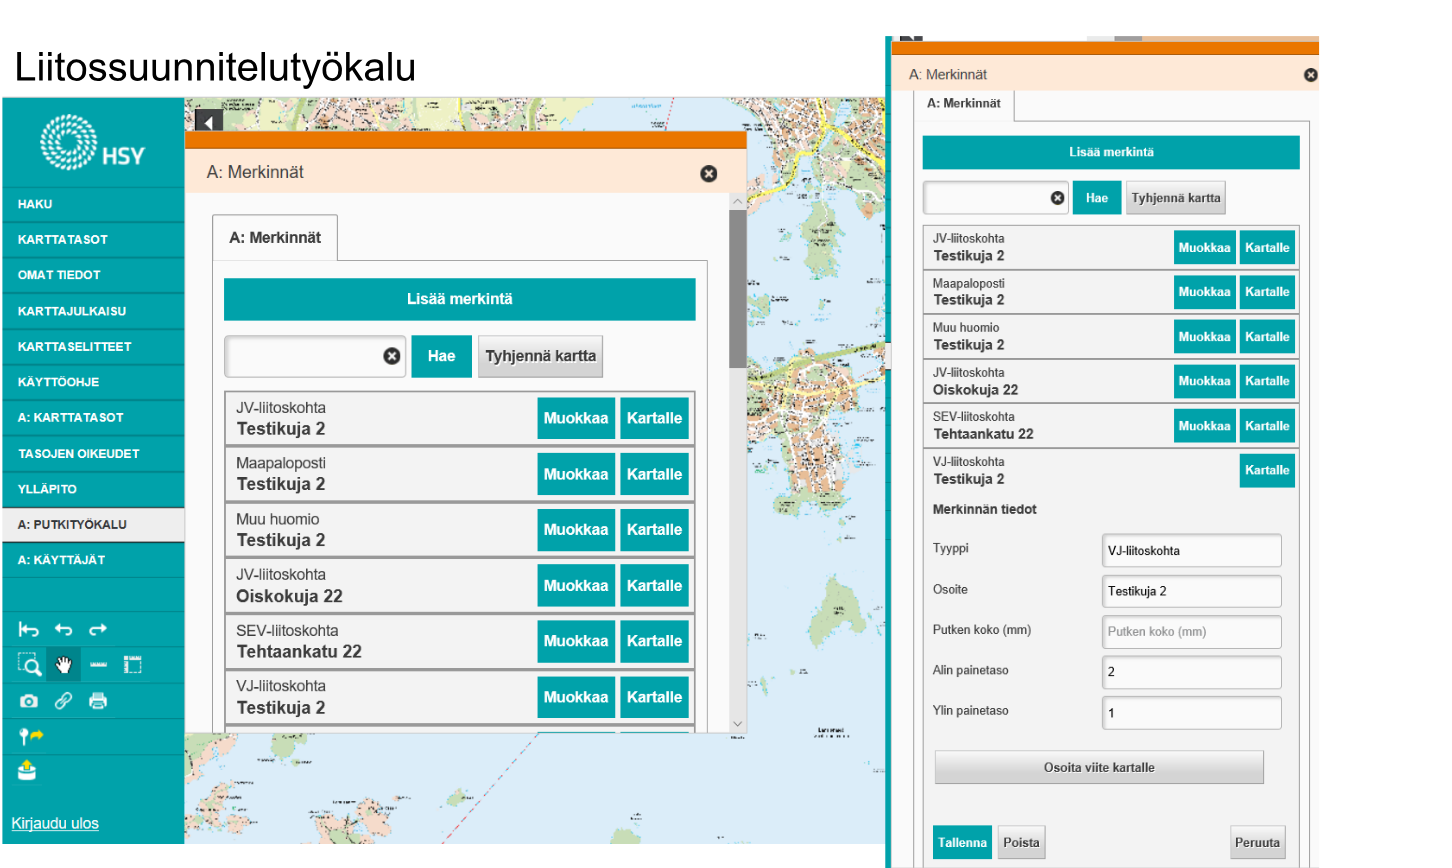 Liitossuunnitelutyökalu
HSY
HAKU
KARTTATASOT
OMAT TIEDOT
KARTTAJULKAISU
KARTTASELITTEET
KÄYTTÖOHJE
A: KARTTATASOT
TASOJEN OIKEUDET
YLLÄPITO
A: PUTKITYÖKALU
A: KÄYTTÄJÄT
Kirjaudu ulos
A: Merkinnät
A: Merkinnät
Lisää merkintä
Hae Tyhjennä kartta
JV-liitoskohta
Testikuja 2 Muokkaa Kartalle
Maapaloposti
Testikuja 2 Muokkaa Kartalle
Muu huomio
Testikuja 2 Muokkaa Kartalle
JV-liitoskohta
Oiskokuja 22 Muokkaa Kartalle
SEV-liitoskohta
Tehtaankatu 22 Muokkaa Kartalle
VJ-liitoskohta
Testikuja 2 Muokkaa Kartalle
A: Merkinnät
A: Merkinnät
Lisää merkintä
Hae Tyhjennä kartta
JV-liitoskohta
Testikuja 2 Muokkaa Kartalle
Maapaloposti
Testikuja 2 Muokkaa Kartalle
Muu huomio
Testikuja 2 Muokkaa Kartalle
JV-liitoskohta
Oiskokuja 22 Muokkaa Kartalle
SEV-liitoskohta
Tehtaankatu 22 Muokkaa Kartalle
VJ-liitoskohta
Testikuja 2 Kartalle
Merkinnän tiedot
Tyyppi VJ-liitoskohta
Osoite Testikuja 2
Putken koko (mm) Putken koko (mm)
Alin painetaso 2
Ylin painetaso 1
Osoita viite kartalle
Tallenna Poista Peruuta